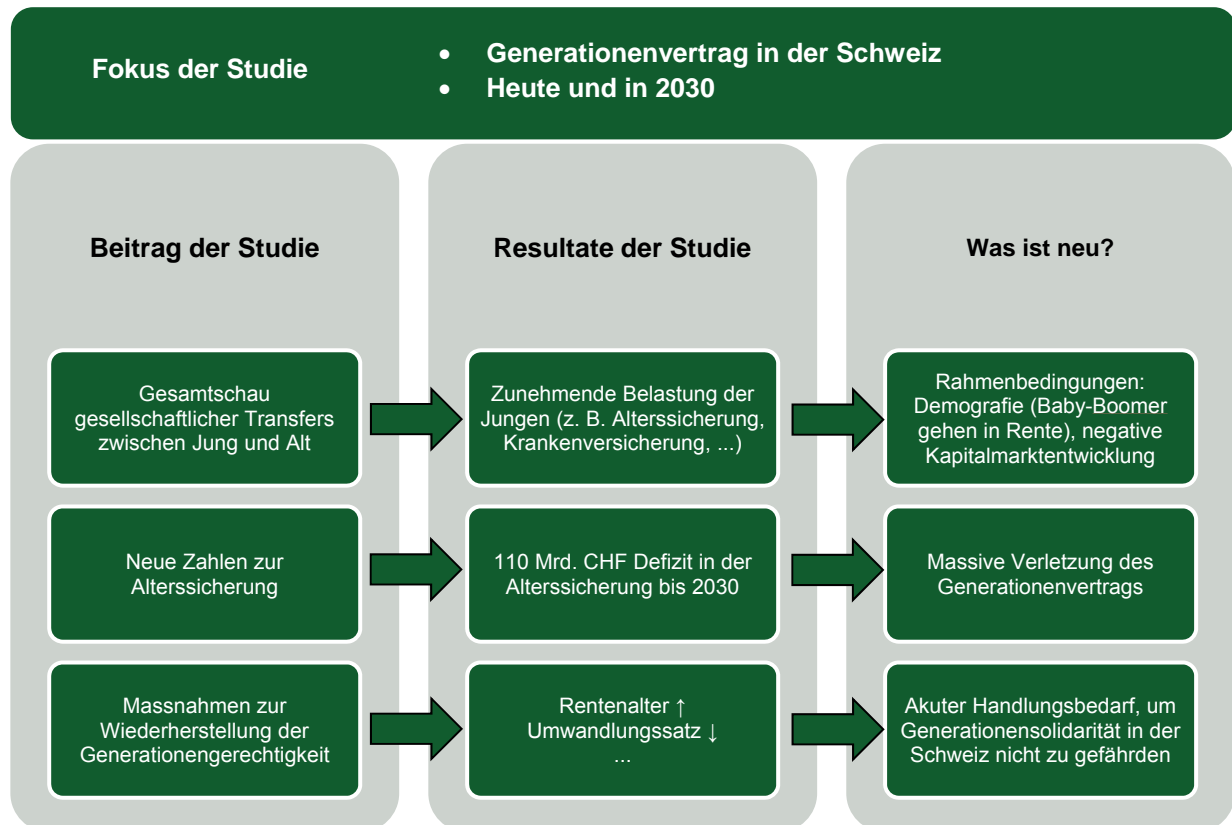 Fokus der Studie
• Generationenvertrag in der Schweiz
• Heute und in 2030
Beitrag der Studie
Resultate der Studie
Was ist neu?
Gesamtschau
gesellschaftlicher Transfers
zwischen Jung und Alt
Zunehmende Belastung der
Jungen (z. B. Alterssicherung,
Krankenversicherung, ...)
Rahmenbedingungen:
Demografie (Baby-Boomer
gehen in Rente), negative
Kapitalmarktentwicklung
Neue Zahlen zur
Alterssicherung
110 Mrd. CHF Defizit in der
Alterssicherung bis 2030
Massive Verletzung des
Generationenvertrags
Massnahmen zur
Wiederherstellung der
Generationengerechtigkeit
Rentenalter ↑
Umwandlungssatz ↓
...
Akuter Handlungsbedarf, um
Generationensolidarität in der
Schweiz nicht zu gefährden